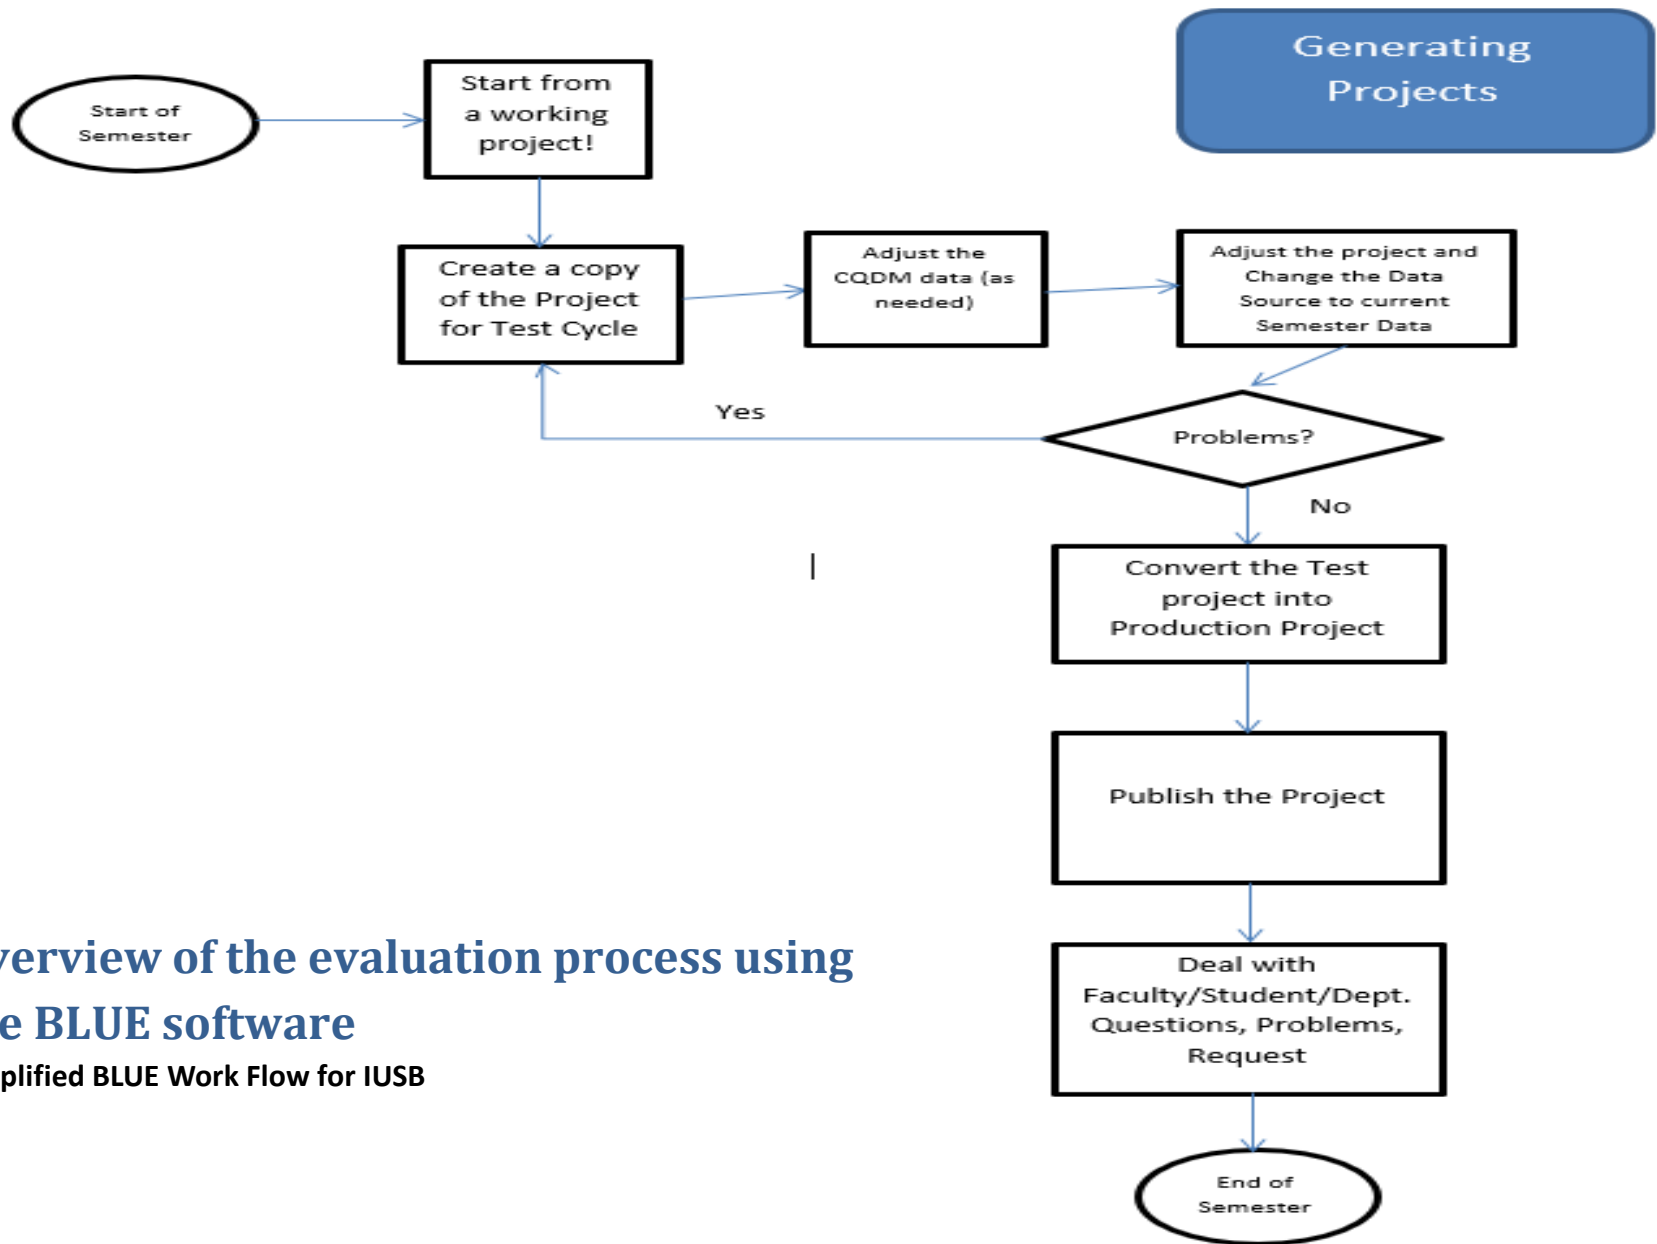 Generating
Projects
Start of
Semester
Start from
a working
project!
Create a copy
of the Project
for Test Cycle
Adjust the
CQDM data (as
needed)
Adjust the project and
Change the Data
Source to current
Semester Data
Yes
Problems?
No
Convert the Test
project into
Production Project
Publish the Project
verview of the evaluation process using
e BLUE software
plified BLUE Work Flow for IUSB
Deal with
Faculty/Student/Dept.
Questions, Problems,
Request
End of
Semester